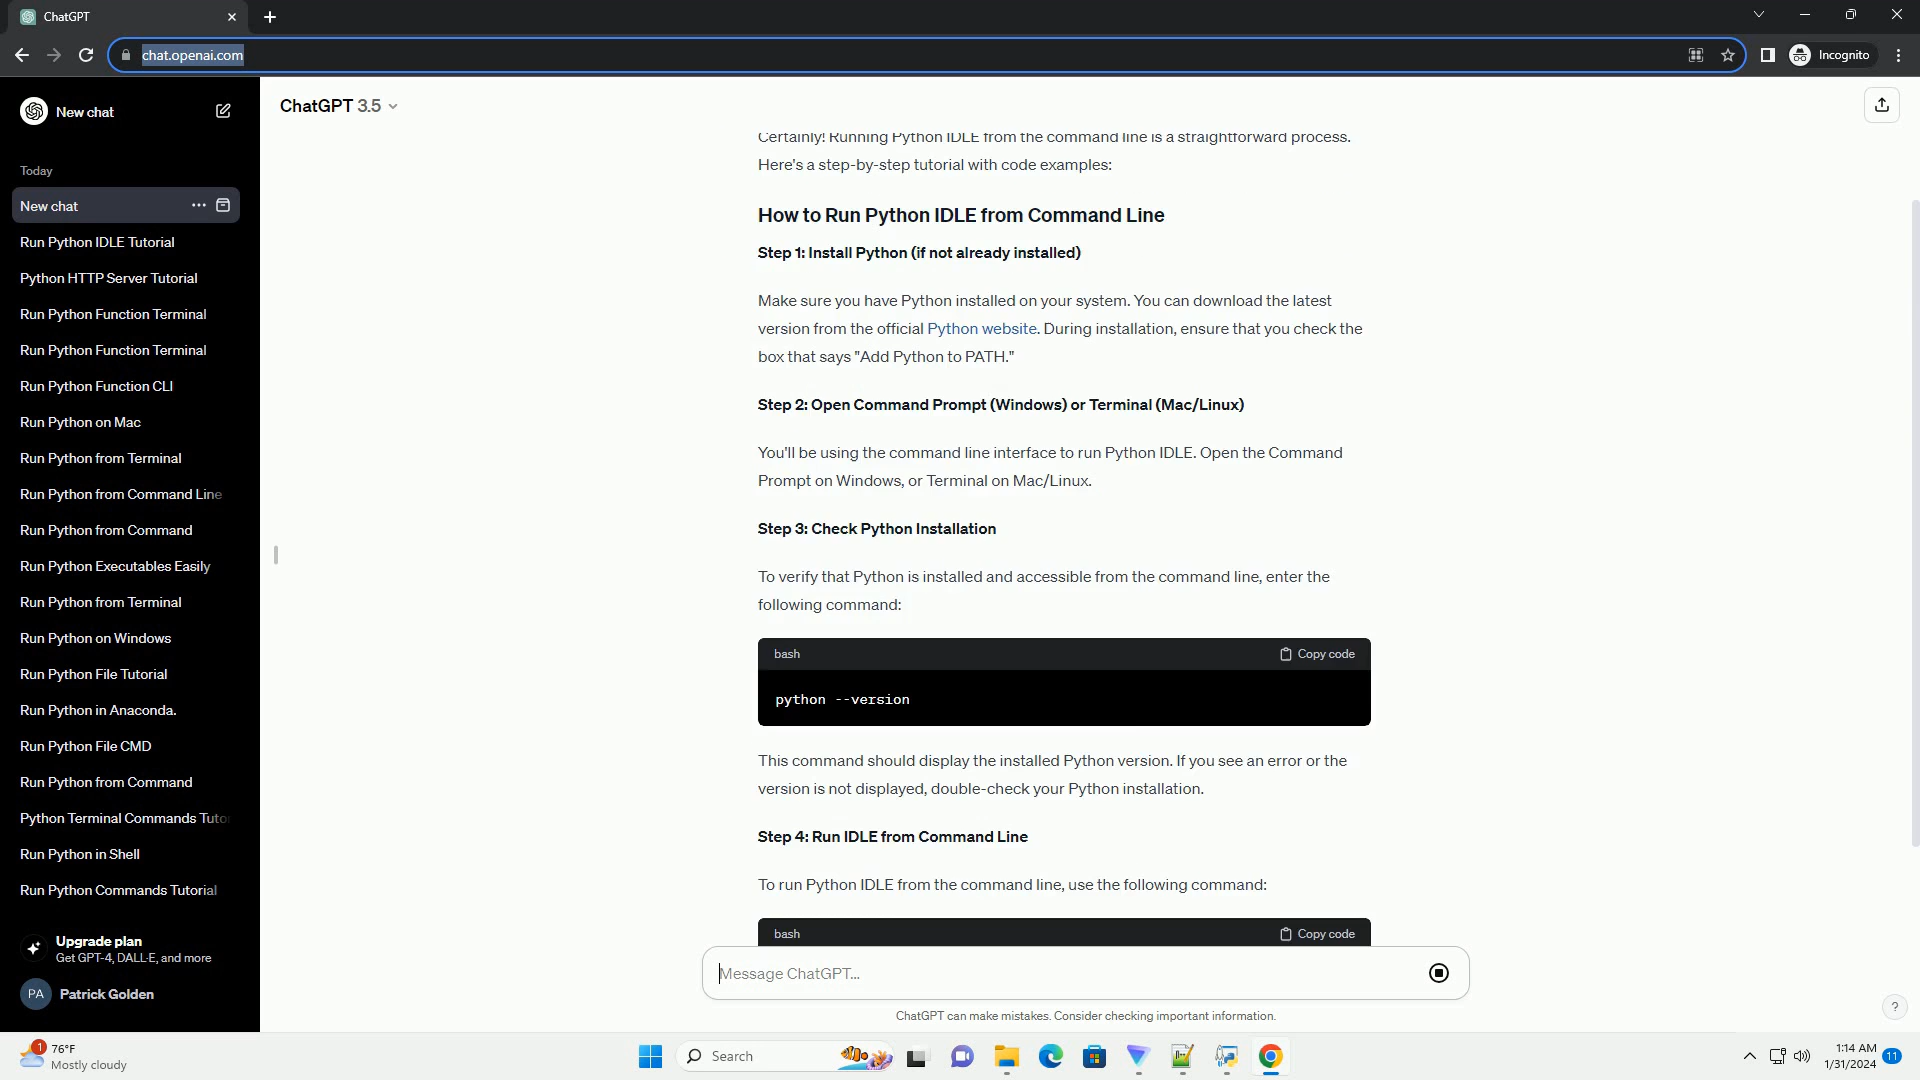 ChatGPT
chat.openai.com
Incognito
New chat
Today
New chat
Run Python IDLE Tutorial
Python HTTP Server Tutorial
Run Python Function Terminal
Run Python Function Terminal
Run Python Function CLI
Run Python on Mac
Run Python from Terminal
Run Python from Command Line
Run Python from Command
Run Python Executables Easily
Run Python from Terminal
Run Python on Windows
Run Python File Tutorial
Run Python in Anaconda.
Run Python File CMD
Run Python from Command
Python Terminal Commands Tutor
Run Python in Shell
Run Python Commands Tutorial
Upgrade plan
Get GPT-4, DALL·E, and more
PA Patrick Golden
ChatGPT 3.5
Certainly! Running Python IDLE from the command line is a straightforward process.
Here's a step-by-step tutorial with code examples:
How to Run Python IDLE from Command Line
Step 1: Install Python (if not already installed)
Make sure you have Python installed on your system. You can download the latest
version from the official Python website. During installation, ensure that you check the
box that says "Add Python to PATH."
Step 2: Open Command Prompt (Windows) or Terminal (Mac/Linux)
You'll be using the command line interface to run Python IDLE. Open the Command
Prompt on Windows, or Terminal on Mac/Linux.
Step 3: Check Python Installation
To verify that Python is installed and accessible from the command line, enter the
following command:
bash Copy code
python --version
This command should display the installed Python version. If you see an error or the
version is not displayed, double-check your Python installation.
Step 4: Run IDLE from Command Line
To run Python IDLE from the command line, use the following command:
bash Copy code
Message ChatGPT...
ChatGPT can make mistakes. Consider checking important information.
?
1
76°F
Mostly cloudy
Search
1:14 AM
1/31/2024
11